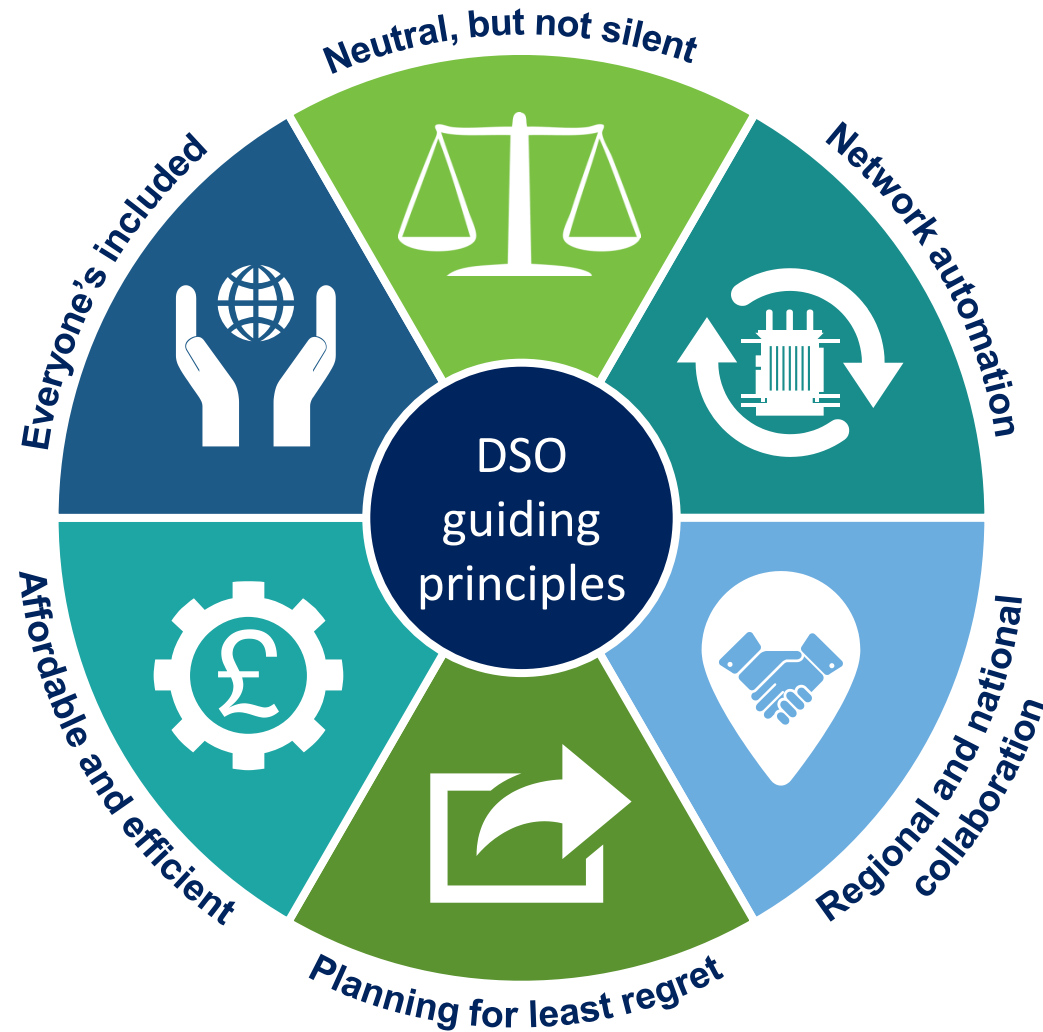 Neutral, but not silent
Network automation
Regional and national
collaboration
Planning for least regret
Affordable and efficient
Everyone’s included
DSO
guiding
principles
£